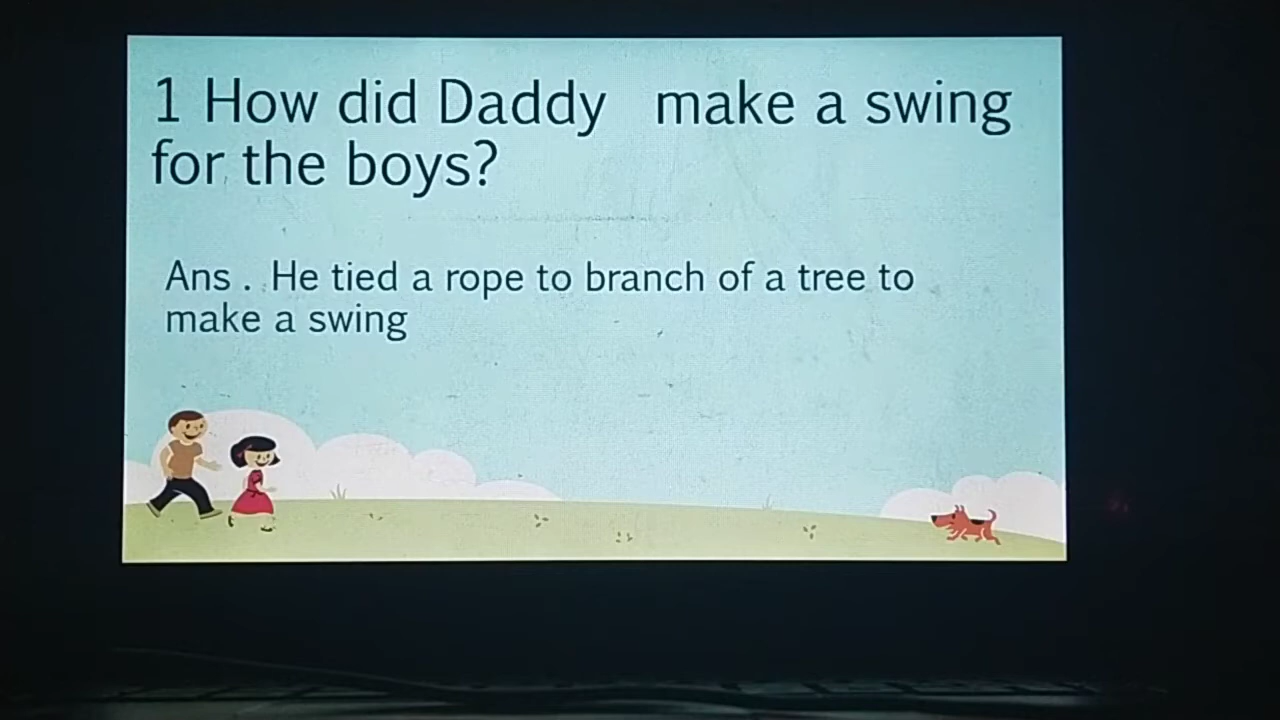 1 How did Daddy make a swing
for the boys?
Ans . He tied a rope to branch of a tree to
make a swing